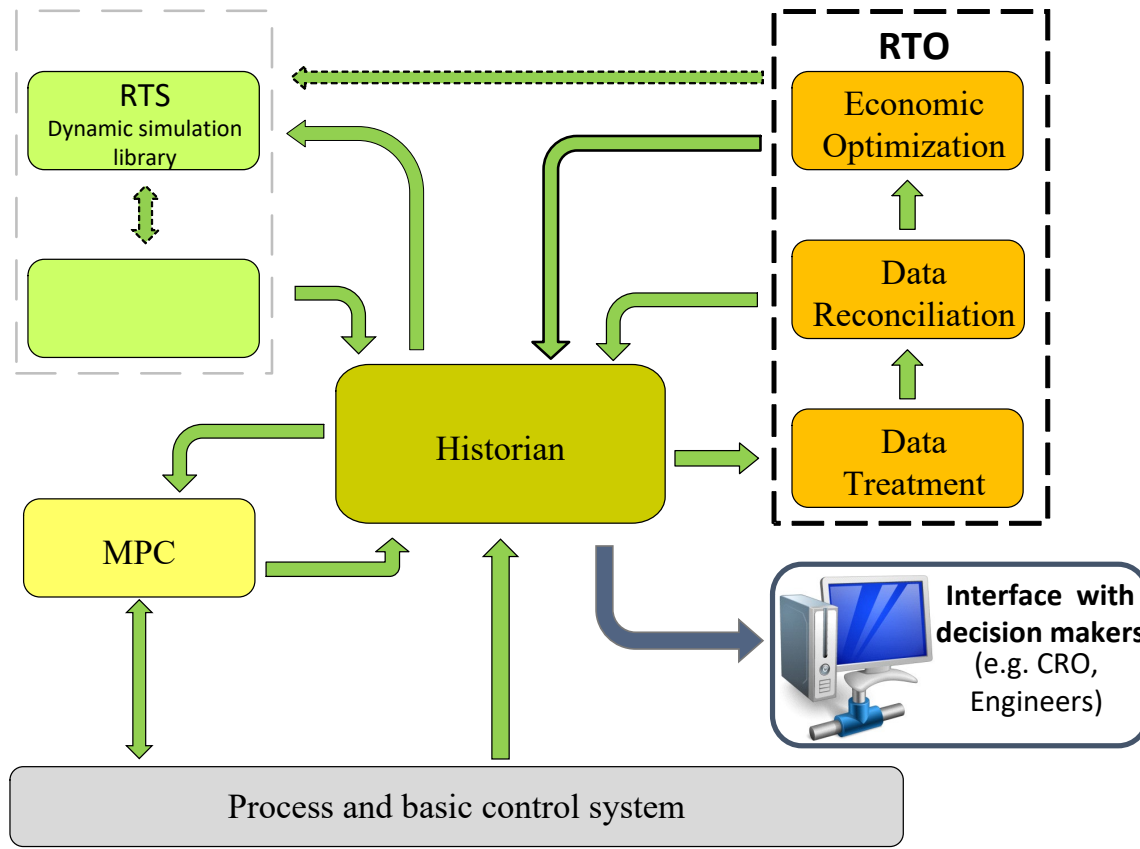 RTO
RTS
Dynamic simulation
library
Economic
Optimization
Data
Reconciliation
Historian
Data
Treatment
MPC
Interface with
decision makers
(e.g. CRO,
Engineers)
Process and basic control system